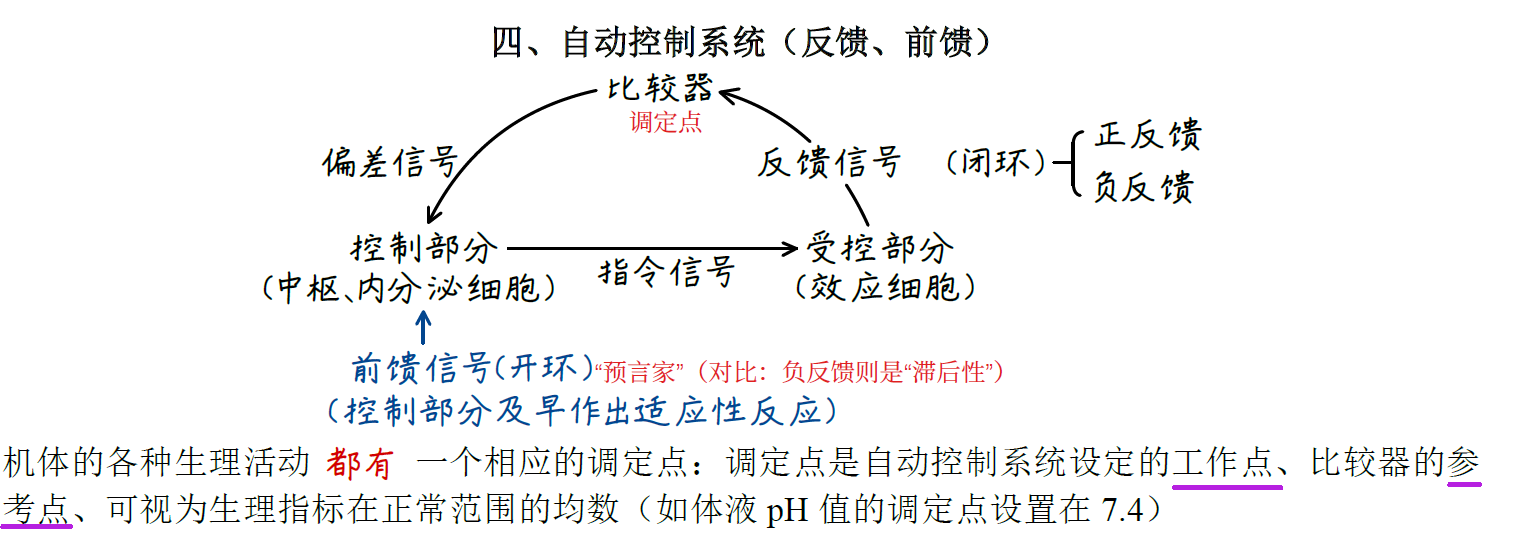 四、自动控制系统（反馈、前馈）
比较器
调定点
偏差信号
反馈信号 (闭环)
正反馈
负反馈
控制部分
(中枢、内分泌细胞)
指令信号
受控部分
(效应细胞)
前馈信号(开环)“预言家”（对比：负反馈则是“滞后性”）
(控制部分及早作出适应性反应)
机体的各种生理活动 都有 一个相应的调定点：调定点是自动控制系统设定的工作点、比较器的参
考点、可视为生理指标在正常范围的均数（如体液 pH 值的调定点设置在 7.4）